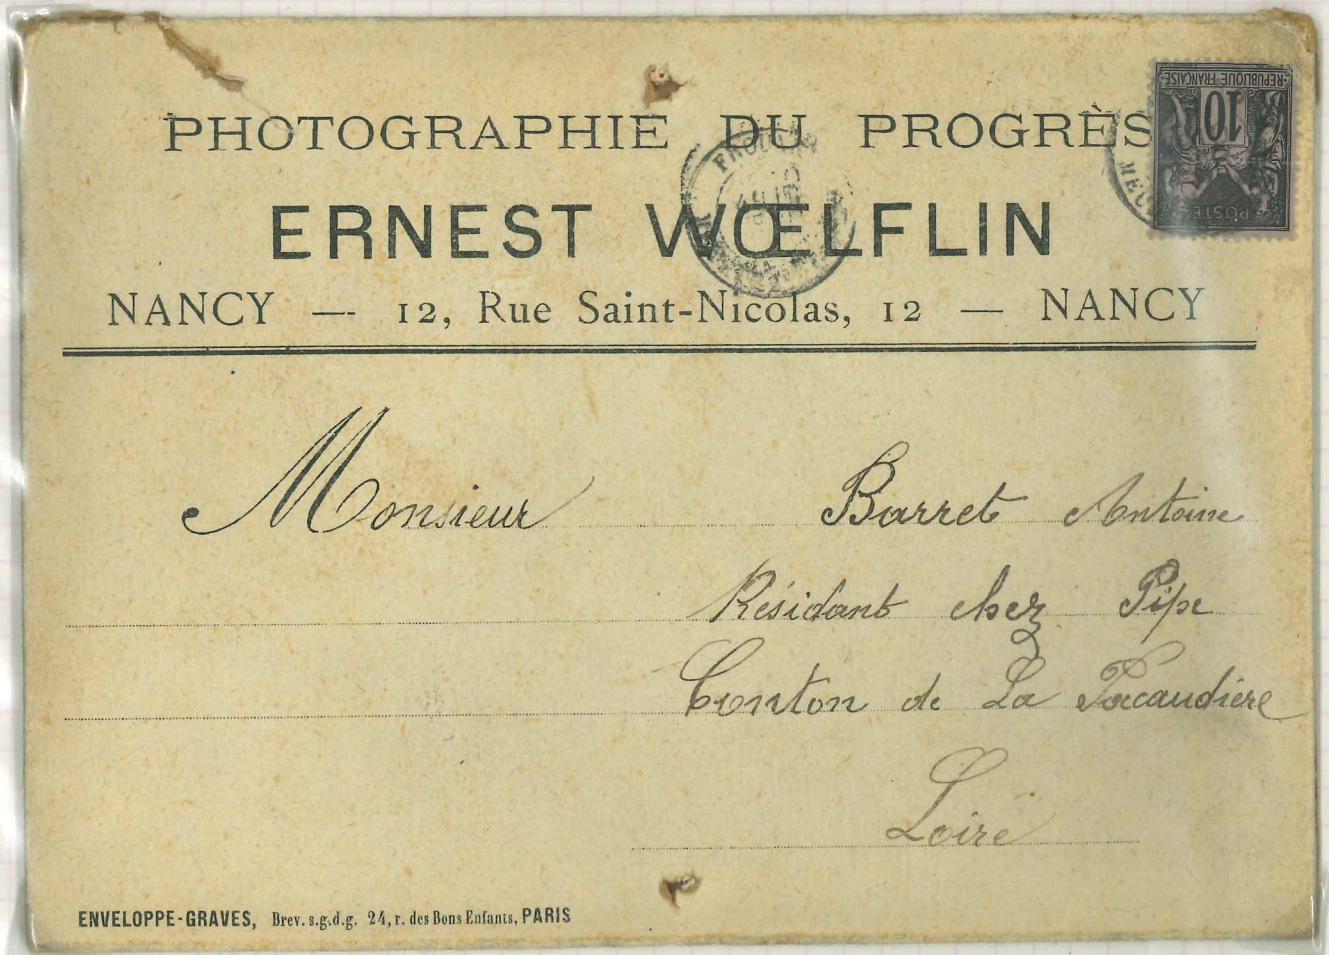 PHOTOGRAPHIE DU PROGRÈS
ERNEST WŒLFLIN
NANCY — 12, Rue Saint-Nicolas, 12 — NANCY
RÉPUBLIQUE FRANÇAISE
10
POSTES
Monsieur Barret Antoine
Résidant chez Pipe
Canton de La Pacaudière
Loire
ENVELOPPE-GRAVES, Brev. s.g.d.g. 24, r. des Bons Enfants, PARIS